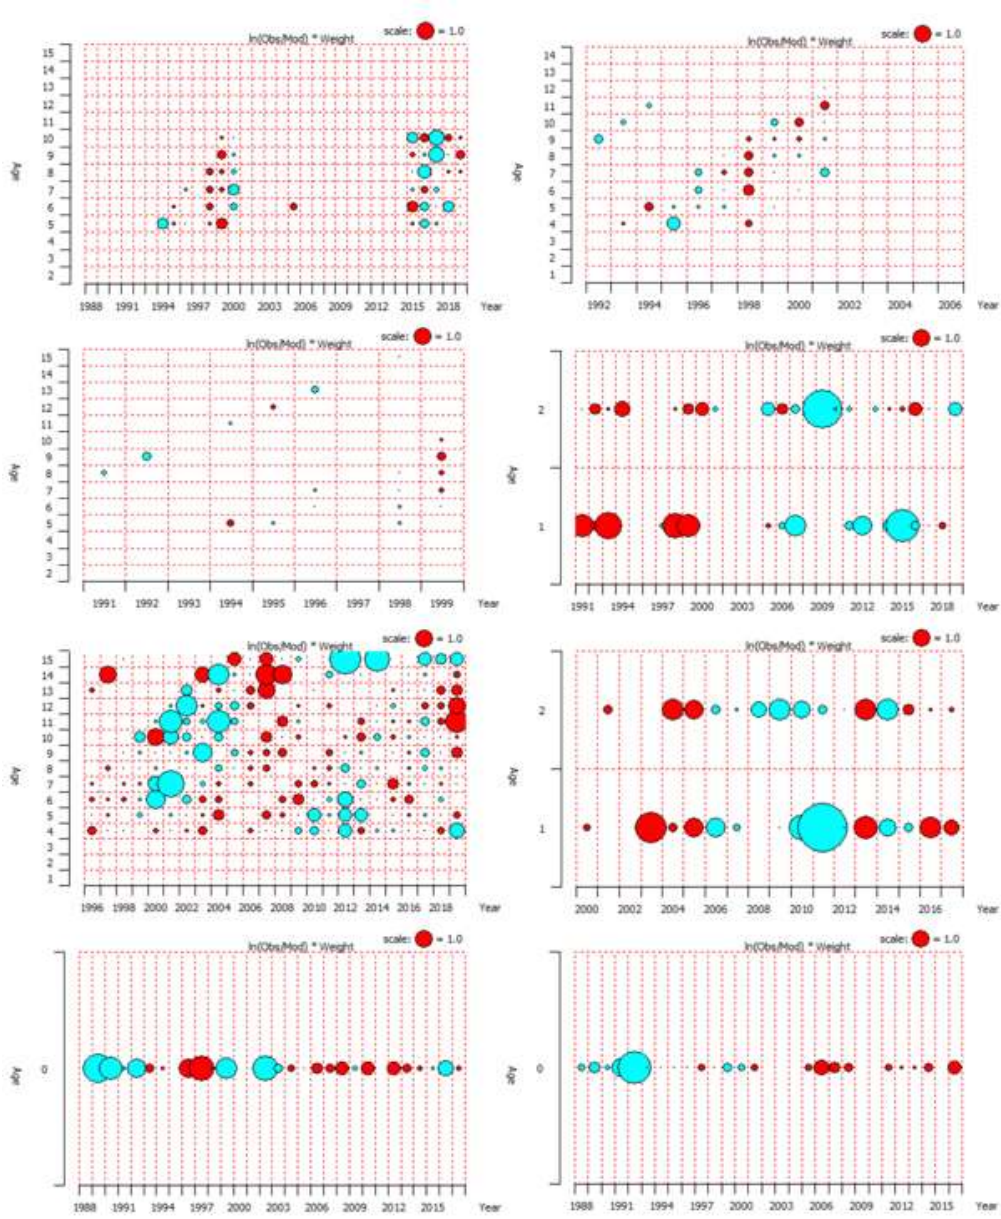 scale: = 1.0
ln(Obs/Mod) * Weight
15
14
13
12
11
10
9
8
7
6
5
4
3
2
Age
1988 1991 1994 1997 2000 2003 2006 2009 2012 2015 2018 Year
scale: = 1.0
ln(Obs/Mod) * Weight
14
13
12
11
10
9
8
7
6
5
4
3
2
1
Age
1992 1994 1996 1998 2000 2002 2004 2006 Year
scale: = 1.0
ln(Obs/Mod) * Weight
15
14
13
12
11
10
9
8
7
6
5
4
3
2
Age
1991 1992 1993 1994 1995 1996 1997 1998 1999 Year
scale: = 1.0
ln(Obs/Mod) * Weight
2
1
Age
1991 1994 1997 2000 2003 2006 2009 2012 2015 2018 Year
scale: = 1.0
ln(Obs/Mod) * Weight
15
14
13
12
11
10
9
8
7
6
5
4
3
2
1
Age
1996 1998 2000 2002 2004 2006 2008 2010 2012 2014 2016 2018 Year
scale: = 1.0
ln(Obs/Mod) * Weight
2
1
Age
2000 2002 2004 2006 2008 2010 2012 2014 2016 Year
scale: = 1.0
ln(Obs/Mod) * Weight
0
Age
1988 1991 1994 1997 2000 2003 2006 2009 2012 2015 Year
scale: = 1.0
ln(Obs/Mod) * Weight
0
Age
1988 1991 1994 1997 2000 2003 2006 2009 2012 2015 Year